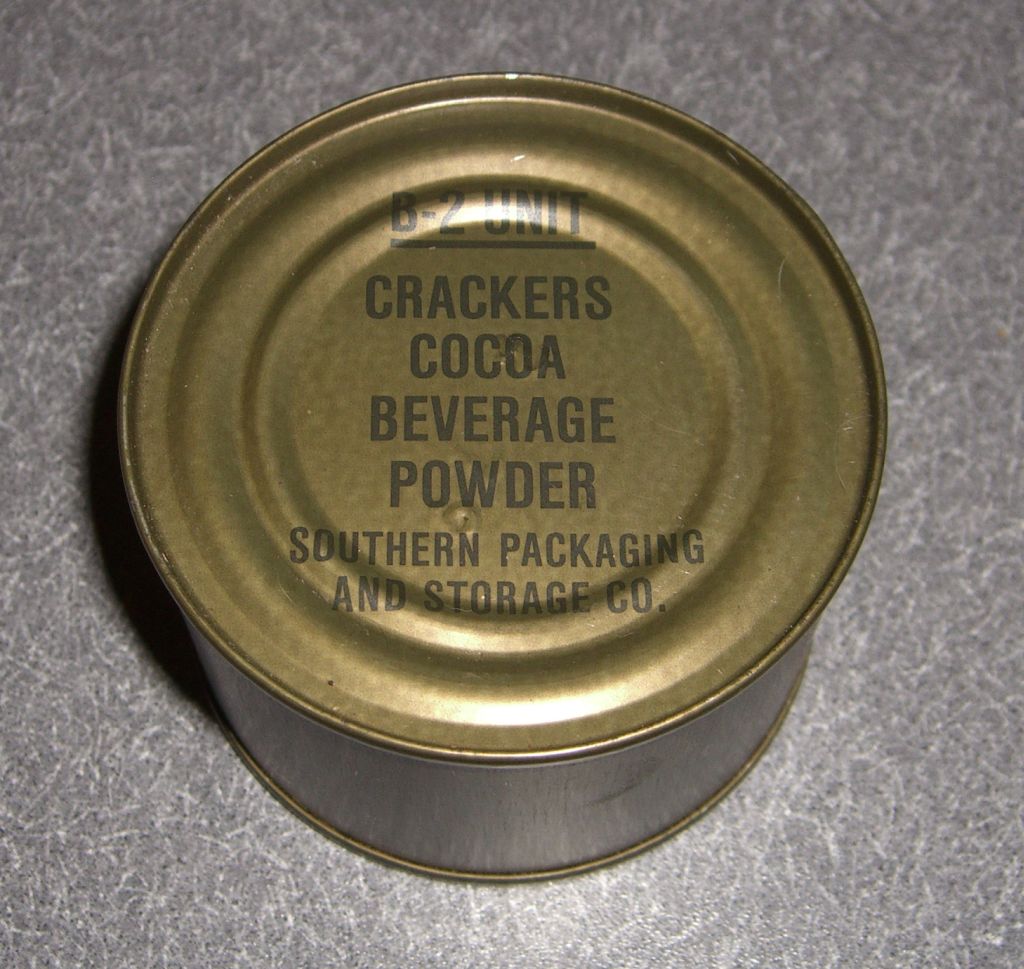 B-2 UNIT
CRACKERS
COCOA
BEVERAGE
POWDER
SOUTHERN PACKAGING
AND STORAGE CO.